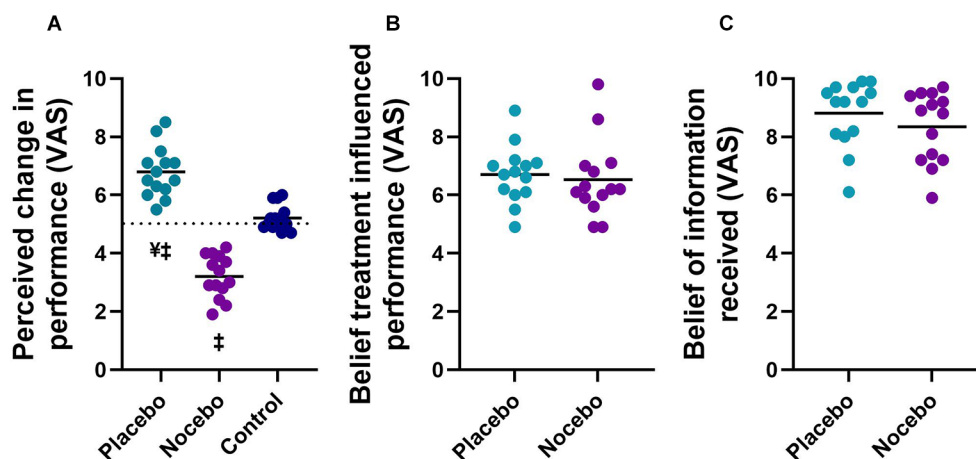 A
B
C
Perceived change in
performance (VAS)
10
8
6
4
2
0
¥‡
‡
Placebo
Nocebo
Control
Belief treatment influenced
performance (VAS)
10
8
6
4
2
0
Placebo
Nocebo
Belief of information
received (VAS)
10
8
6
4
2
0
Placebo
Nocebo